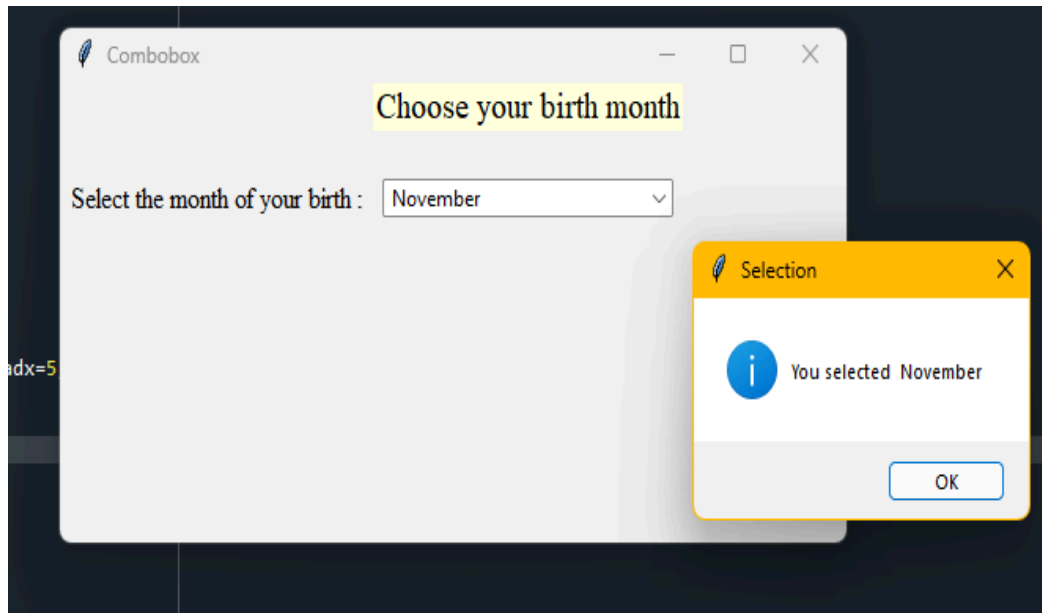 Combobox
Choose your birth month
Select the month of your birth :
November
Selection
adx=5
You selected  November
OK